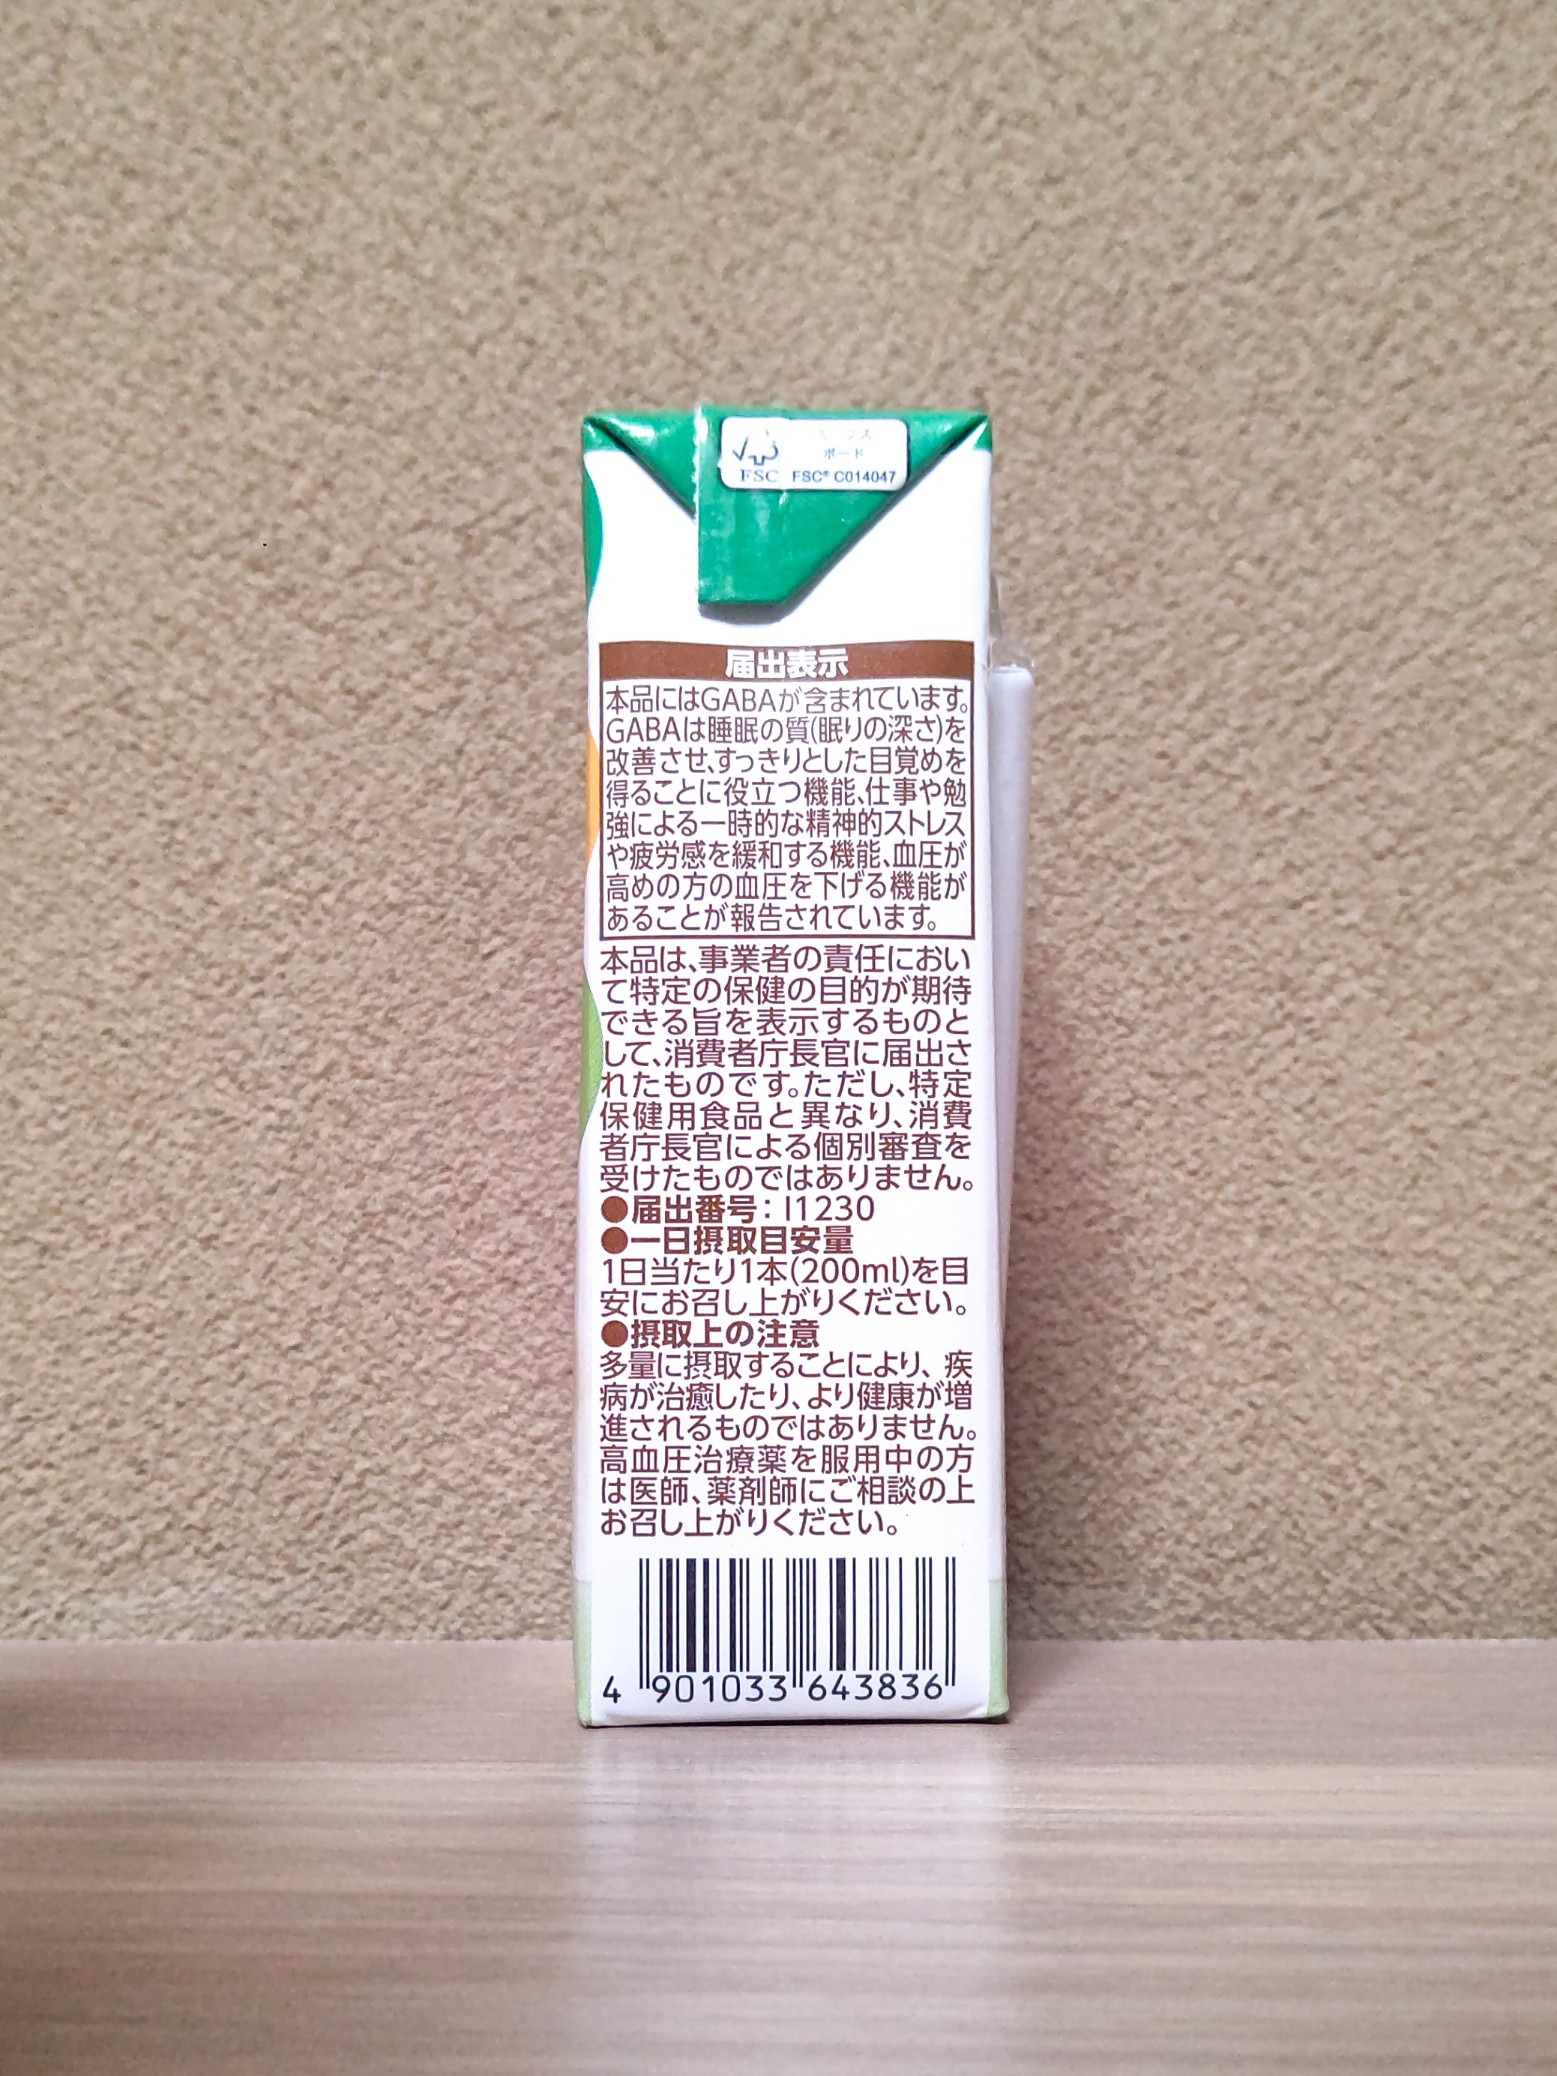 ボード
FSC FSC® C014047
届出表示
本品にはGABAが含まれています。
GABAは睡眠の質(眠りの深さ)を
改善させ、すっきりとした目覚めを
得ることに役立つ機能、仕事や勉
強による一時的な精神的ストレス
や疲労感を緩和する機能、血圧が
高めの方の血圧を下げる機能が
あることが報告されています。
本品は、事業者の責任におい
て特定の保健の目的が期待
できる旨を表示するものと
して、消費者庁長官に届出さ
れたものです。ただし、特定
保健用食品と異なり、消費
者庁長官による個別審査を
受けたものではありません。
●届出番号：I1230
●一日摂取目安量
1日当たり1本(200ml)を目
安にお召し上がりください。
●摂取上の注意
多量に摂取することにより、疾
病が治癒したり、より健康が増
進されるものではありません。
高血圧治療薬を服用中の方
は医師、薬剤師にご相談の上
お召し上がりください。
4 901033 643836